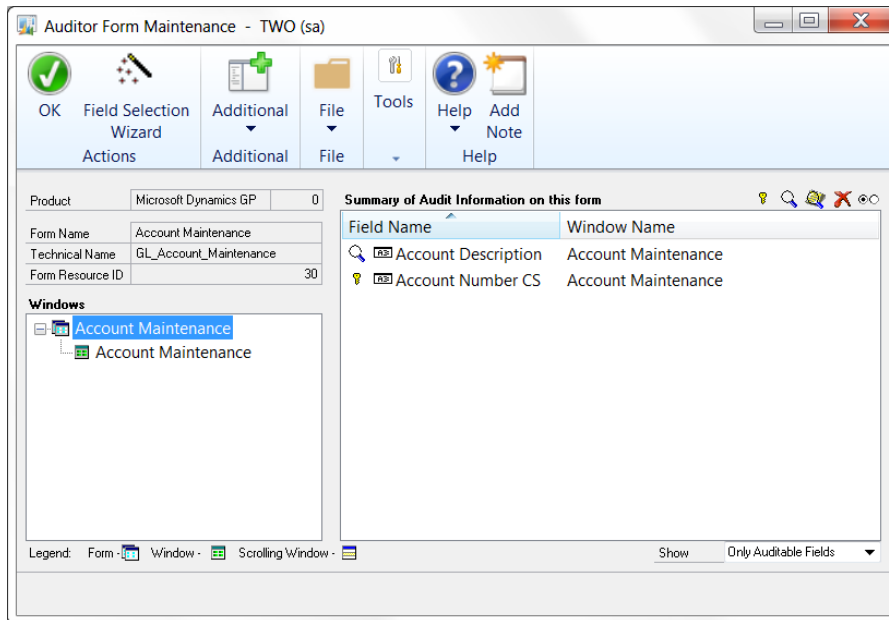 Auditor Form Maintenance - TWO (sa)
OK
Field Selection
Wizard
Actions
Additional
Additional
File
File
Tools
Help
Add
Note
Help
Product
Microsoft Dynamics GP
0
Form Name
Account Maintenance
Technical Name
GL_Account_Maintenance
Form Resource ID
30
Windows
Account Maintenance
Account Maintenance
Summary of Audit Information on this form
Field Name
Window Name
Account Description
Account Maintenance
Account Number CS
Account Maintenance
Legend: Form - Window - Scrolling Window -
Show
Only Auditable Fields